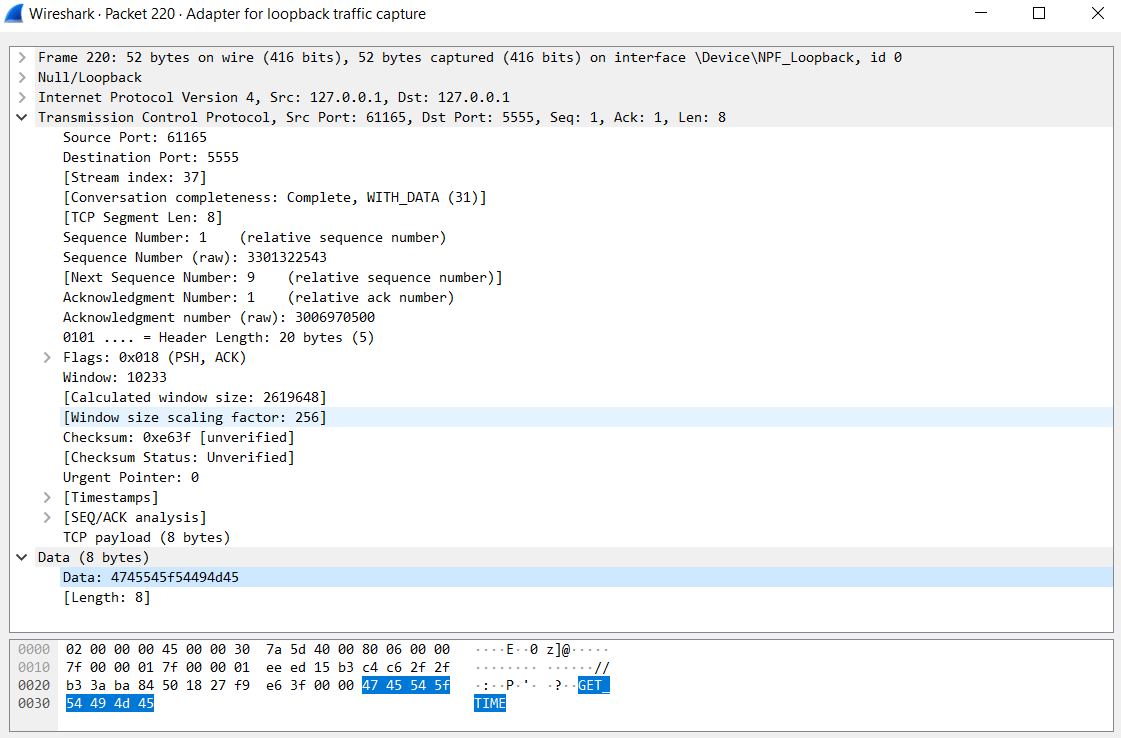 Wireshark · Packet 220 · Adapter for loopback traffic capture
Frame 220: 52 bytes on wire (416 bits), 52 bytes captured (416 bits) on interface \Device\NPF_Loopback, id 0
Null/Loopback
Internet Protocol Version 4, Src: 127.0.0.1, Dst: 127.0.0.1
Transmission Control Protocol, Src Port: 61165, Dst Port: 5555, Seq: 1, Ack: 1, Len: 8
Source Port: 61165
Destination Port: 5555
[Stream index: 37]
[Conversation completeness: Complete, WITH_DATA (31)]
[TCP Segment Len: 8]
Sequence Number: 1    (relative sequence number)
Sequence Number (raw): 3301322543
[Next Sequence Number: 9    (relative sequence number)]
Acknowledgment Number: 1    (relative ack number)
Acknowledgment number (raw): 3006970500
0101 .... = Header Length: 20 bytes (5)
Flags: 0x018 (PSH, ACK)
Window: 10233
[Calculated window size: 2619648]
[Window size scaling factor: 256]
Checksum: 0xe63f [unverified]
[Checksum Status: Unverified]
Urgent Pointer: 0
[Timestamps]
[SEQ/ACK analysis]
TCP payload (8 bytes)
Data (8 bytes)
Data: 4745545f54494d45
[Length: 8]
0000  02 00 00 00 45 00 00 30  7a 5d 40 00 80 06 00 00  ····E··0 z]@·····
0010  7f 00 00 01 7f 00 00 01  ee ed 15 b3 c4 c6 2f 2f  ········ ······//
0020  b3 3a ba 84 50 18 27 f9  e6 3f 00 00 47 45 54 5f  ·:··P·'· ·?··GET_
0030  54 49 4d 45  TIME